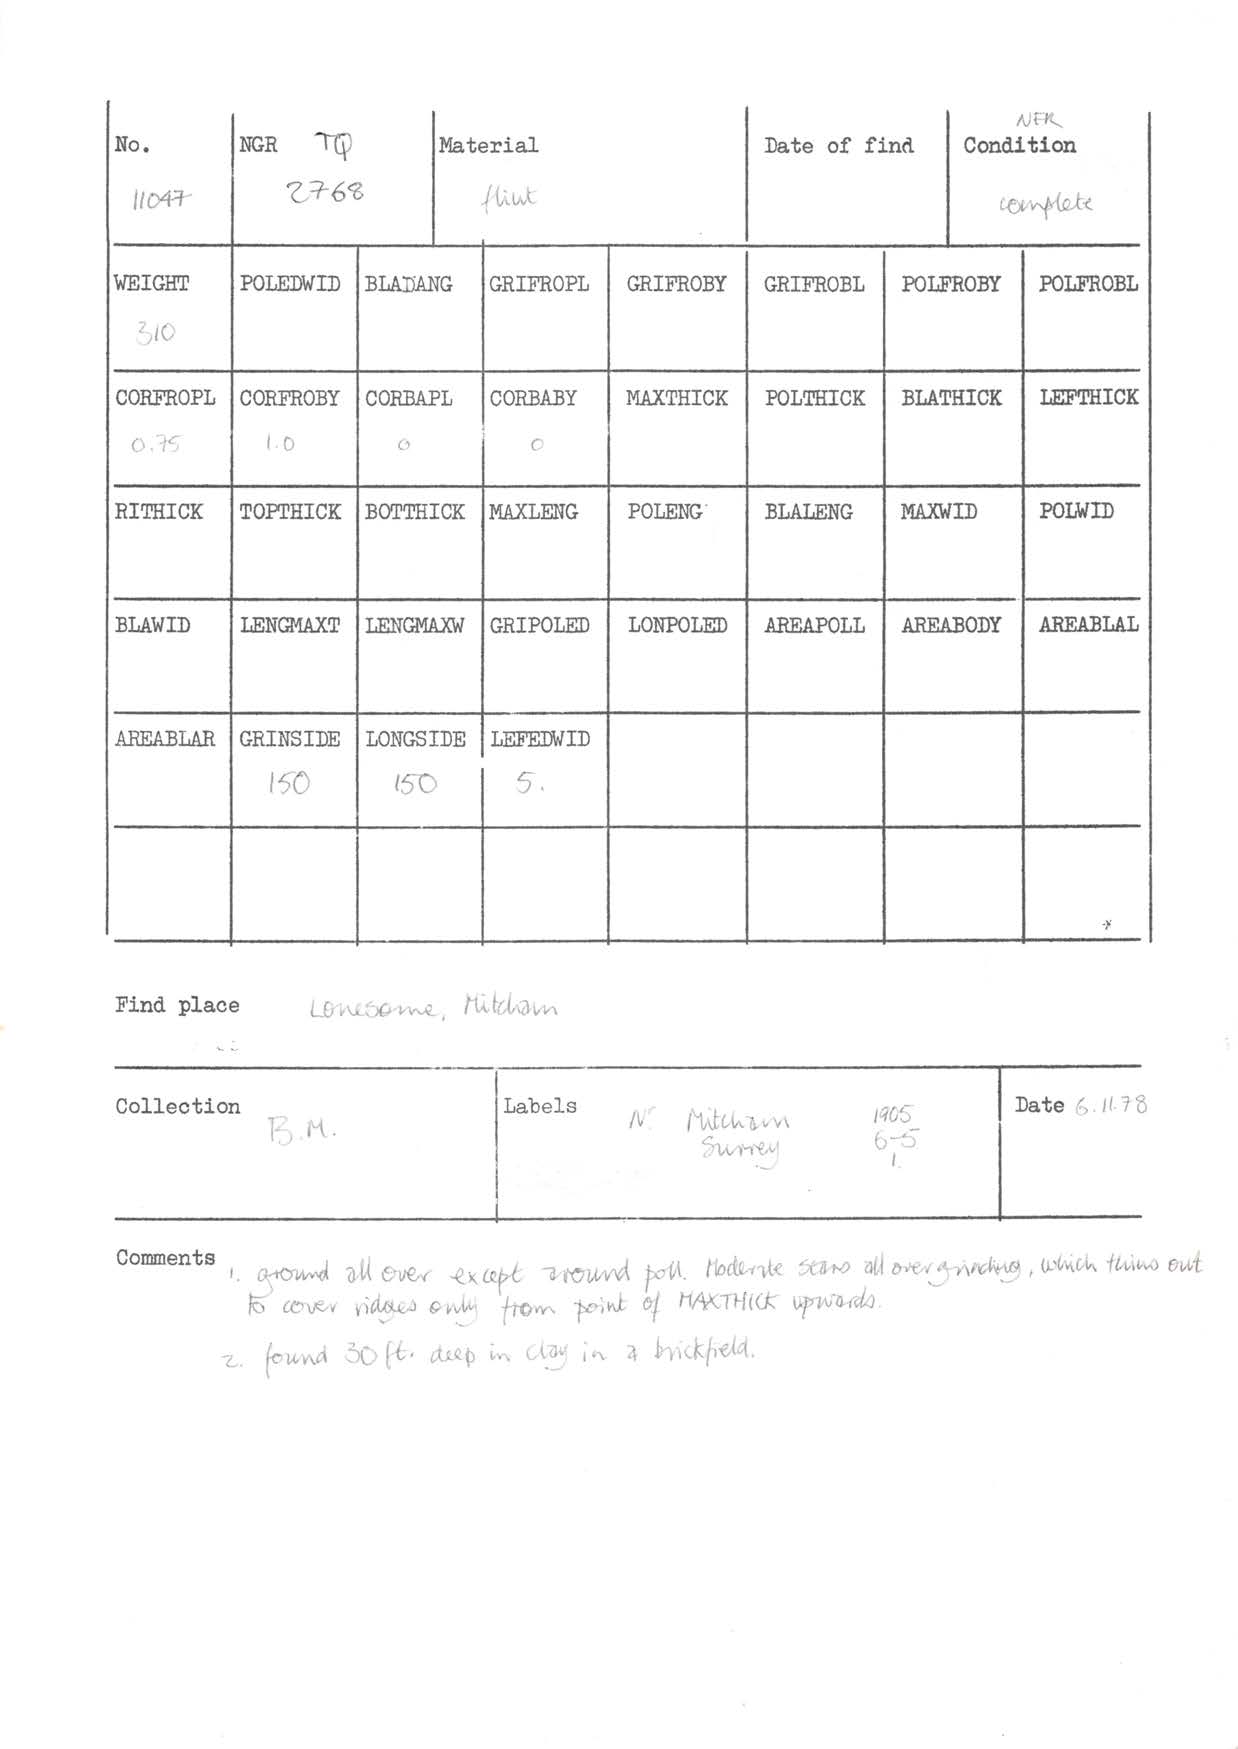 No. NGR TQ Material Date of find NFR Condition
11047 2768 flint complete
WEIGHT POLEDWID BLADANG GRIFROPL GRIFROBY GRIFROBL POLFROBY POLFROBL
310
CORFROPL CORFROBY CORBAPL CORBABY MAXTHICK POLTHICK BLATHICK LEFTHICK
0.75 1.0 0 0
RITHICK TOPTHICK BOTTHICK MAXLENG POLENG BLALENG MAXWID POLWID
BLAWID LENGMAXT LENGMAXW GRIPOLED LONPOLED AREAPOLL AREABODY AREABLAL
AREABLAR GRINSIDE LONGSIDE LEFEDWID
150 150 5.
Find place Lonesome, Mitcham
Collection B.M.
Labels Nr Mitcham Surrey 1905 6-5 1.
Date 6.11.78
Comments 1. ground all over except around poll. Moderate scars all over grinding, which thins out
to cover ridges only from point of MAXTHICK upwards.
2. found 30 ft. deep in clay in a brickfield.